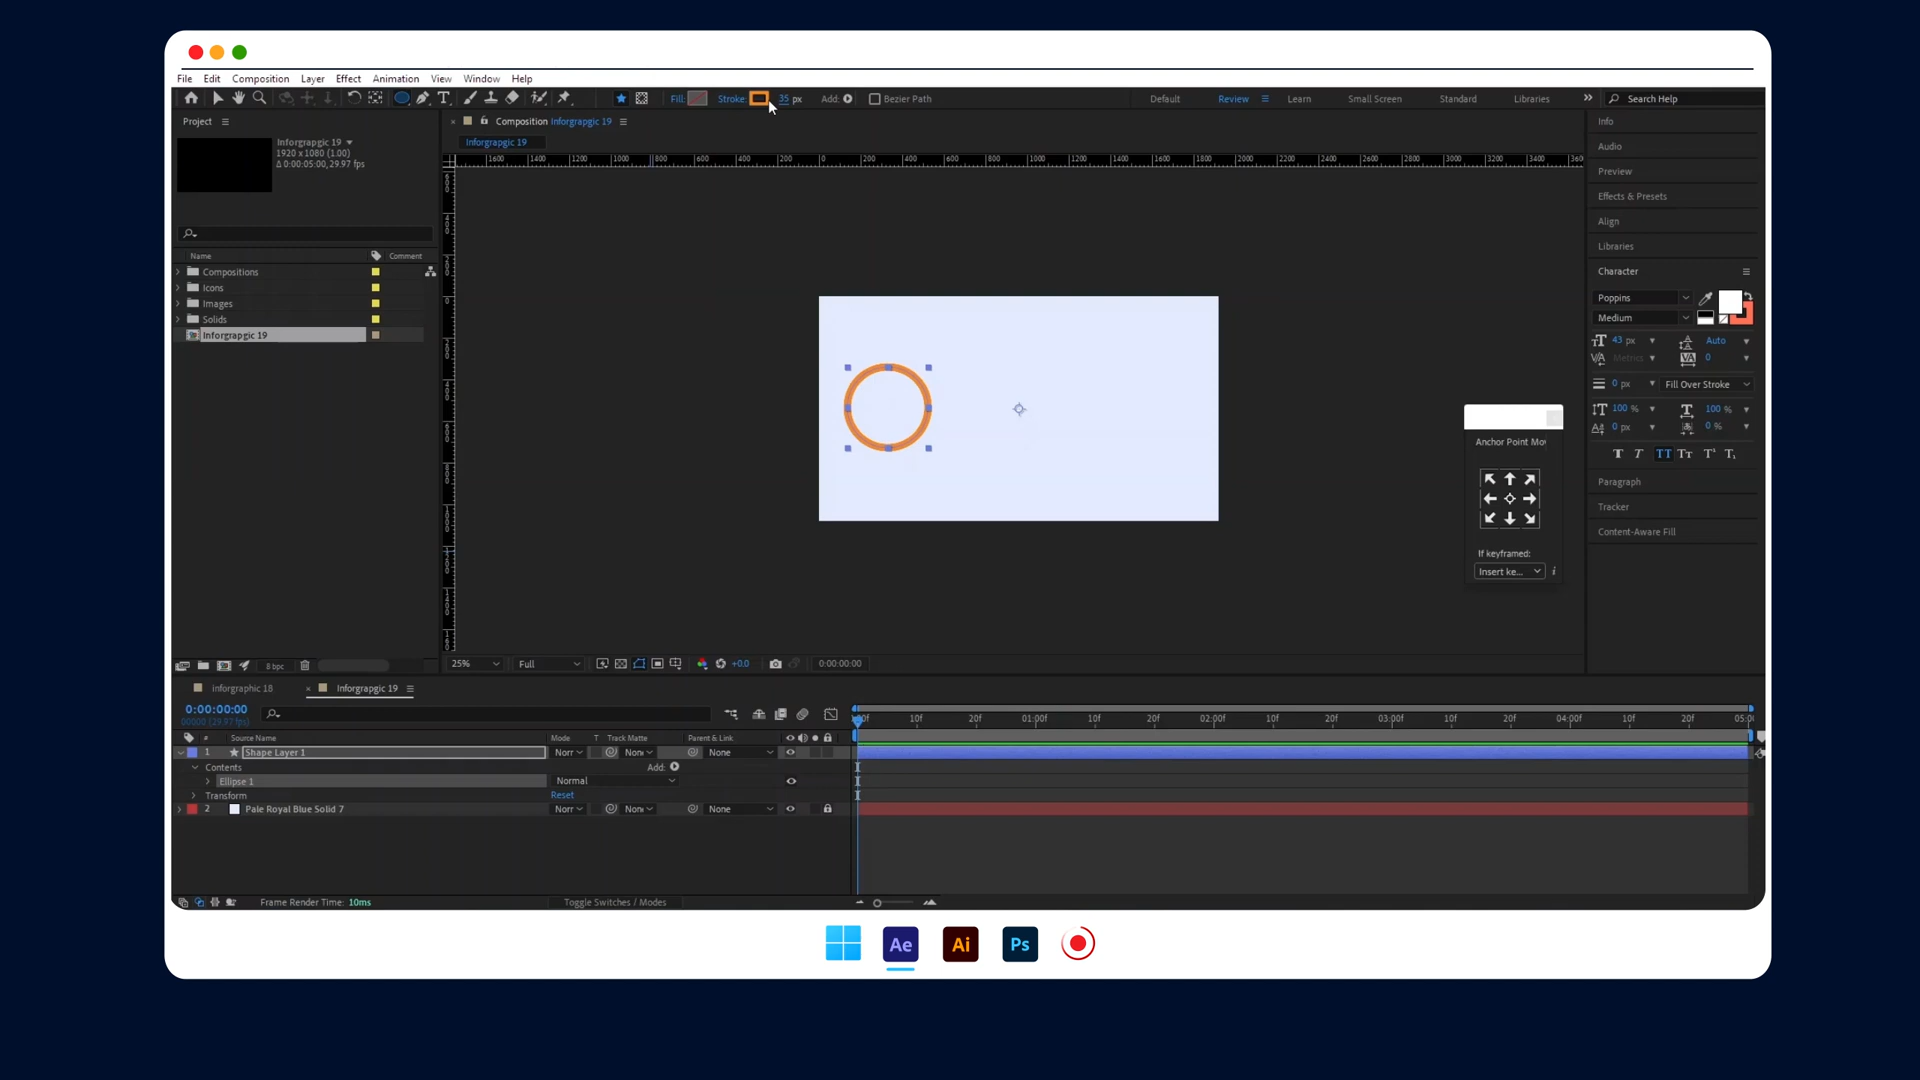 File Edit Composition Layer Effect Animation View Window Help
Fill: Stroke: 35 px Add: Bezier Path Default Review Learn Small Screen Standard Libraries Search Help
Project
Composition Inforgrapgic 19
Info
Inforgrapgic 19
1920 x 1080 (1.00)
Δ 0:00:05:00, 29.97 fps
Inforgrapgic 19
Audio
Preview
Effects & Presets
Align
Libraries
Name Comment
Compositions
Icons
Images
Solids
Inforgrapgic 19
Character
Poppins
Medium
43 px Auto
Metrics 0
0 px Fill Over Stroke
100 % 100 %
0 px 0 %
Paragraph
Tracker
Content-Aware Fill
Anchor Point Mov
If keyframed:
Insert ke...
8 bpc
25% Full +0.0 0:00:00:00
inforgraphic 18 Inforgrapgic 19
0:00:00:00
00000 (29.97 fps)
00f 10f 20f 01:00f 10f 20f 02:00f 10f 20f 03:00f 10f 20f 04:00f 10f 20f 05:0
# Source Name Mode T Track Matte Parent & Link
1 Shape Layer 1 Norr None None
Contents Add:
Ellipse 1 Normal
Transform Reset
2 Pale Royal Blue Solid 7 Norr None None
Frame Render Time: 10ms Toggle Switches / Modes
Ae Ai Ps